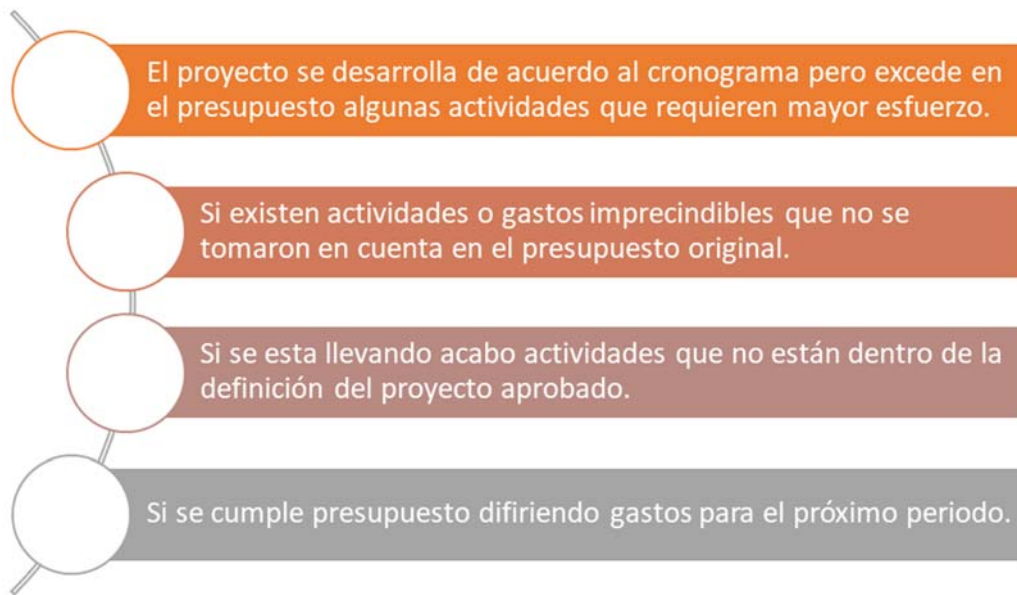 El proyecto se desarrolla de acuerdo al cronograma pero excede en
el presupuesto algunas actividades que requieren mayor esfuerzo.
Si existen actividades o gastos imprecindibles que no se
tomaron en cuenta en el presupuesto original.
Si se esta llevando acabo actividades que no están dentro de la
definición del proyecto aprobado.
Si se cumple presupuesto difiriendo gastos para el próximo periodo.